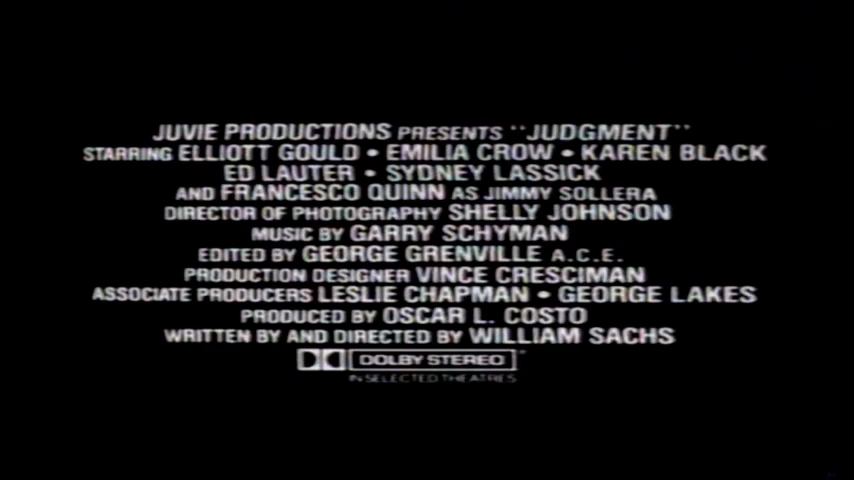 JUVIE PRODUCTIONS PRESENTS "JUDGMENT"
STARRING ELLIOTT GOULD • EMILIA CROW • KAREN BLACK
ED LAUTER • SYDNEY LASSICK
AND FRANCESCO QUINN AS JIMMY SOLLERA
DIRECTOR OF PHOTOGRAPHY SHELLY JOHNSON
MUSIC BY GARRY SCHYMAN
EDITED BY GEORGE GRENVILLE A.C.E.
PRODUCTION DESIGNER VINCE CRESCIMAN
ASSOCIATE PRODUCERS LESLIE CHAPMAN • GEORGE LAKES
PRODUCED BY OSCAR L. COSTO
WRITTEN BY AND DIRECTED BY WILLIAM SACHS
DOLBY STEREO
IN SELECTED THEATRES